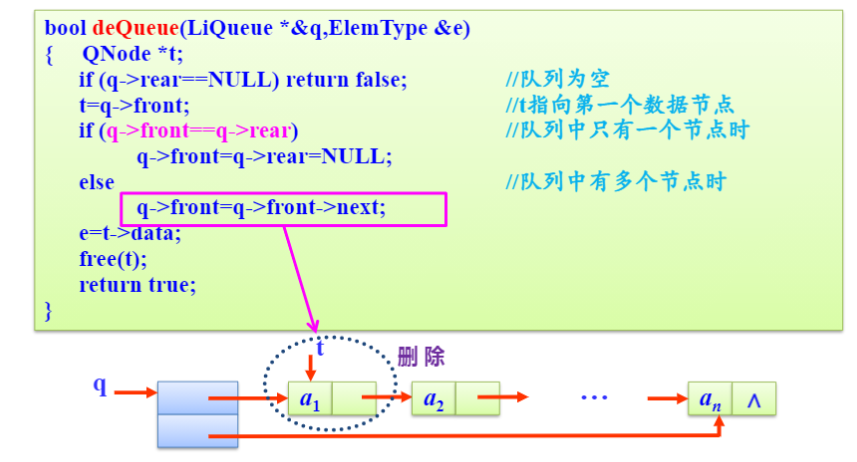 bool deQueue(LiQueue *&q,ElemType &e)
{ QNode *t;
if (q->rear==NULL) return false; //队列为空
t=q->front; //t指向第一个数据节点
if (q->front==q->rear) //队列中只有一个节点时
q->front=q->rear=NULL;
else //队列中有多个节点时
q->front=q->front->next;
e=t->data;
free(t);
return true;
}
t 删除
q a1 a2 … an ∧